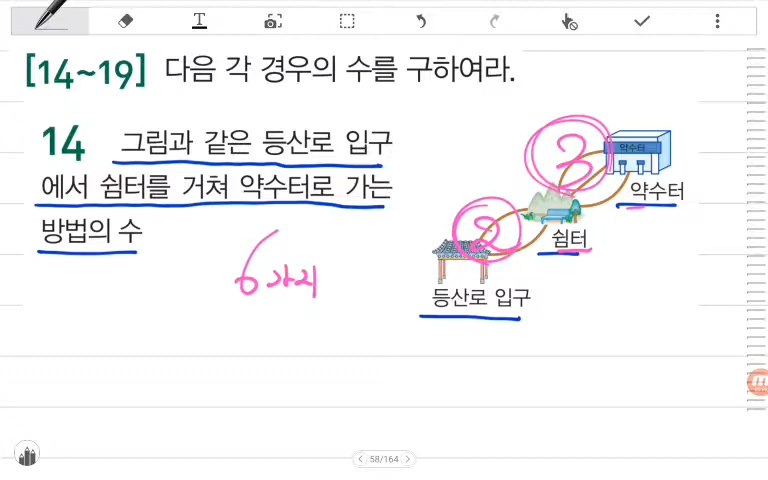 T
[14~19] 다음 각 경우의 수를 구하여라.
14 그림과 같은 등산로 입구
에서 쉼터를 거쳐 약수터로 가는
방법의 수
6가지
3
약수터
약수터
2
쉼터
등산로 입구
58/164